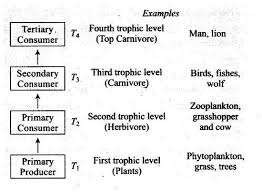 Examples
Tertiary Consumer T4 Fourth trophic level (Top Carnivore) Man, lion
Secondary Consumer T3 Third trophic level (Carnivore) Birds, fishes, wolf
Primary Consumer T2 Second trophic level (Herbivore) Zooplankton, grasshopper and cow
Primary Producer T1 First trophic level (Plants) Phytoplankton, grass, trees